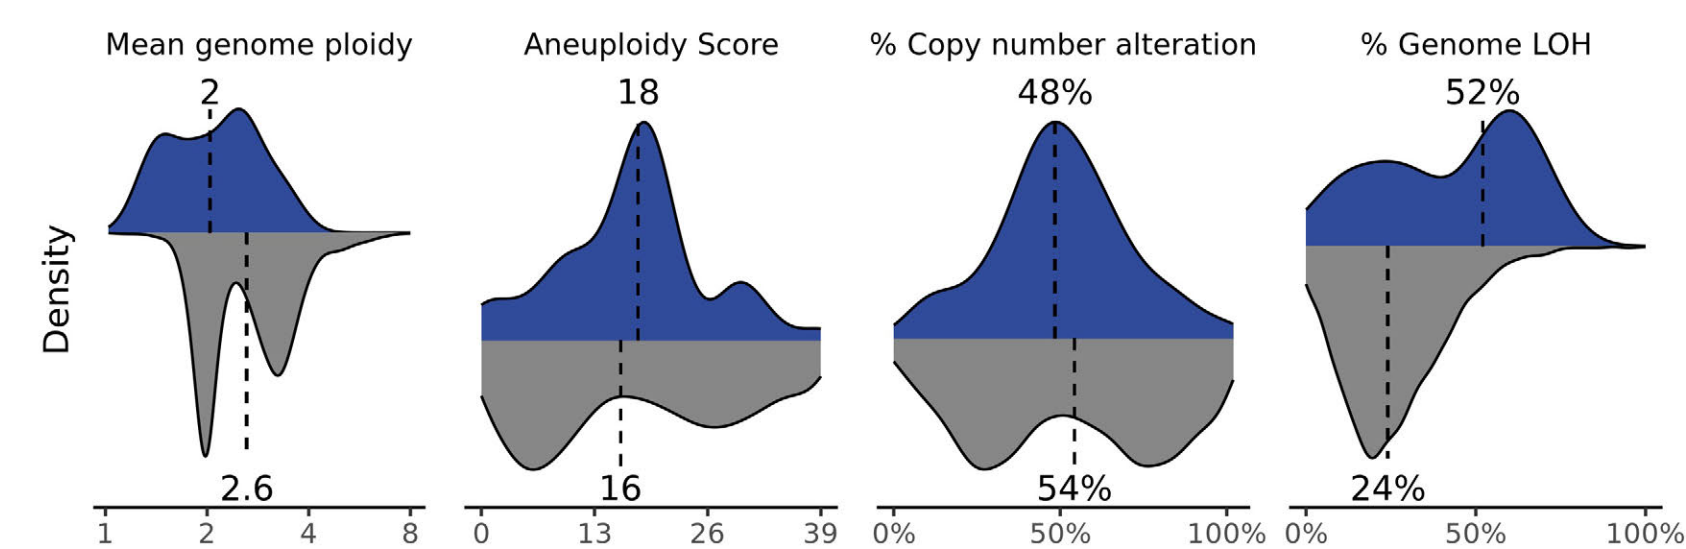 Mean genome ploidy
Aneuploidy Score
% Copy number alteration
% Genome LOH
2
18
48%
52%
Density
2.6
16
54%
24%
1 2 4 8
0 13 26 39
0% 50% 100%
0% 50% 100%